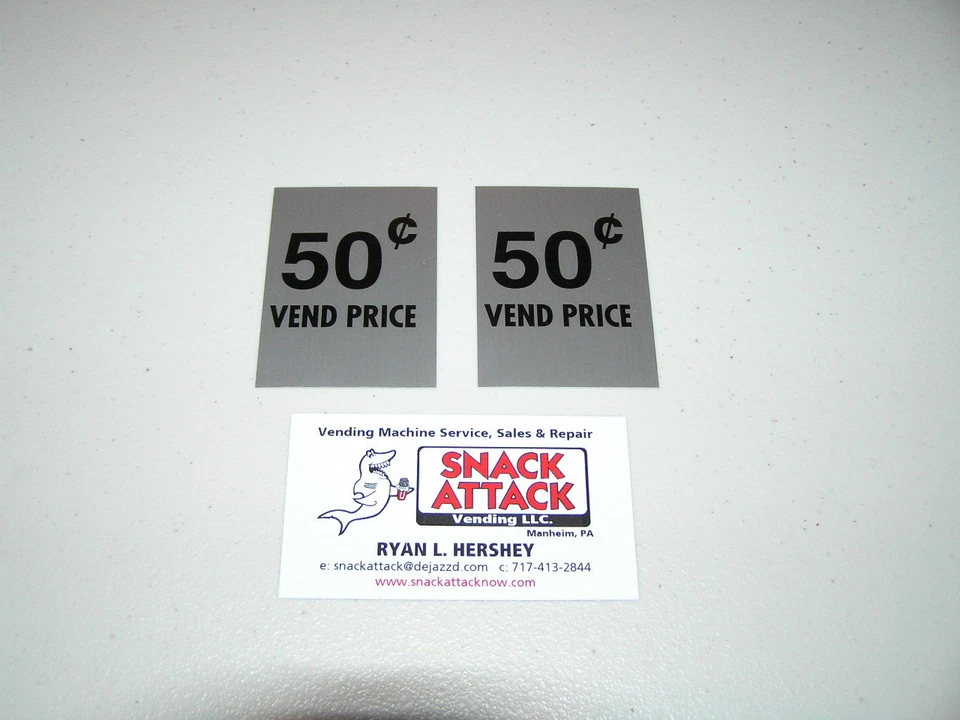 50¢
VEND PRICE
50¢
VEND PRICE
Vending Machine Service, Sales & Repair
SNACK
ATTACK
Vending LLC.
Manheim, PA
RYAN L. HERSHEY
e: snackattack@dejazzd.com c: 717-413-2844
www.snackattacknow.com